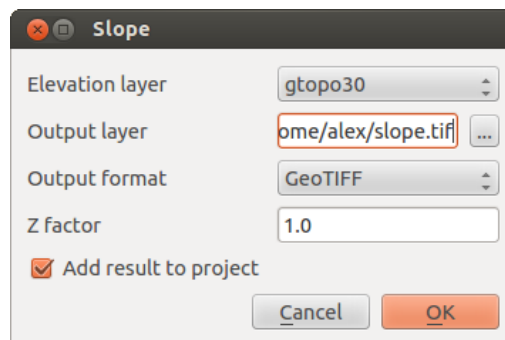 Slope
Elevation layer gtopo30
Output layer ome/alex/slope.tif ...
Output format GeoTIFF
Z factor 1.0
Add result to project
Cancel OK